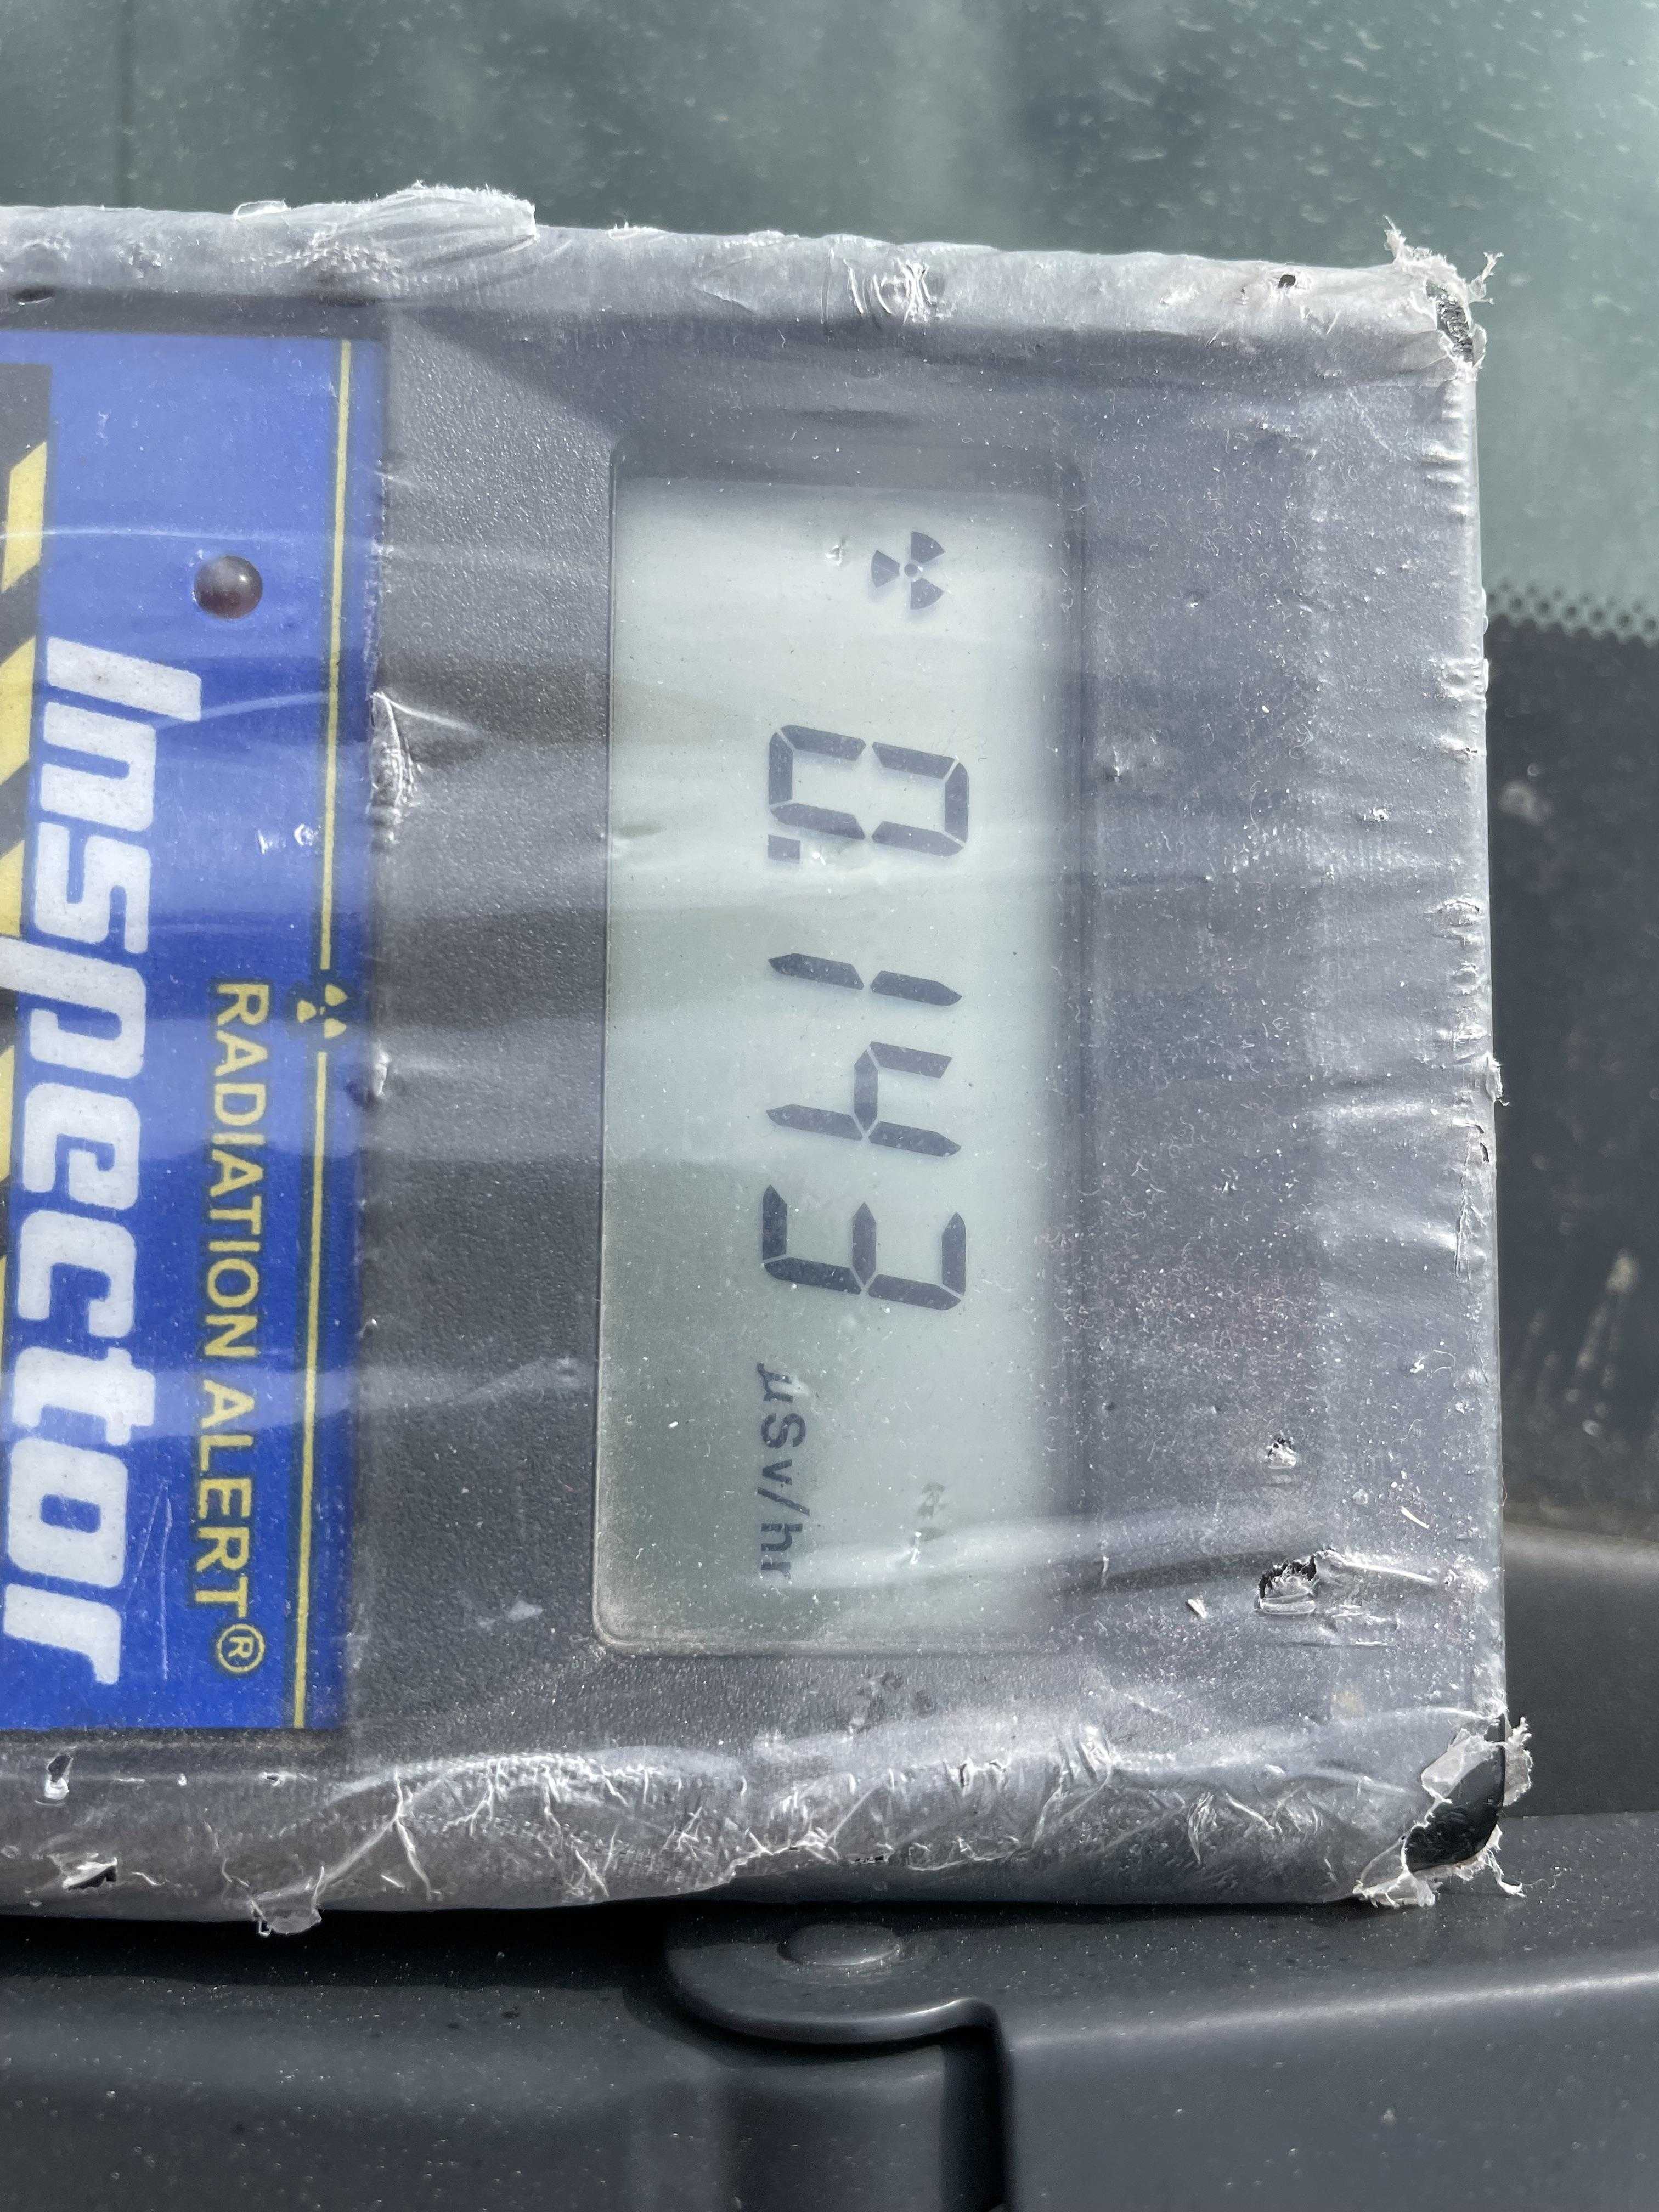 0.143 µSv/hr
RADIATION ALERT®
Inspector